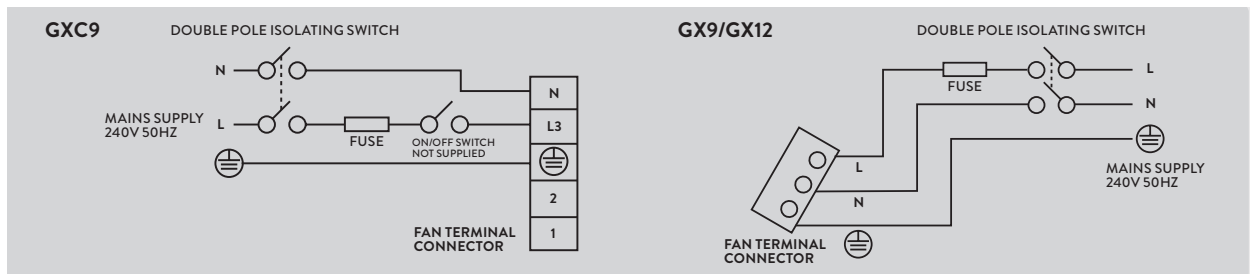 GXC9
DOUBLE POLE ISOLATING SWITCH
N
MAINS SUPPLY
240V 50HZ
L
FUSE
ON/OFF SWITCH
NOT SUPPLIED
N
L3
2
1
FAN TERMINAL
CONNECTOR
GX9/GX12
DOUBLE POLE ISOLATING SWITCH
FUSE
L
N
MAINS SUPPLY
240V 50HZ
L
N
FAN TERMINAL
CONNECTOR